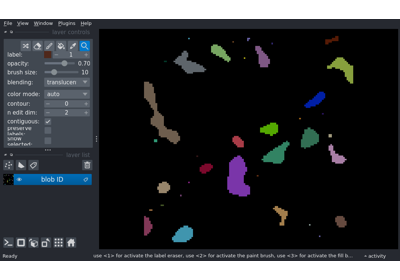 File View Window Plugins Help
layer controls
label: 1
opacity: 0.70
brush size: 10
blending: translucen
color mode: auto
contour: 0
n edit dim: 2
contiguous:
preserve labels:
show selected:
layer list
blob ID
Ready
use <1> for activate the label eraser, use <2> for activate the paint brush, use <3> for activate the fill b...
activity